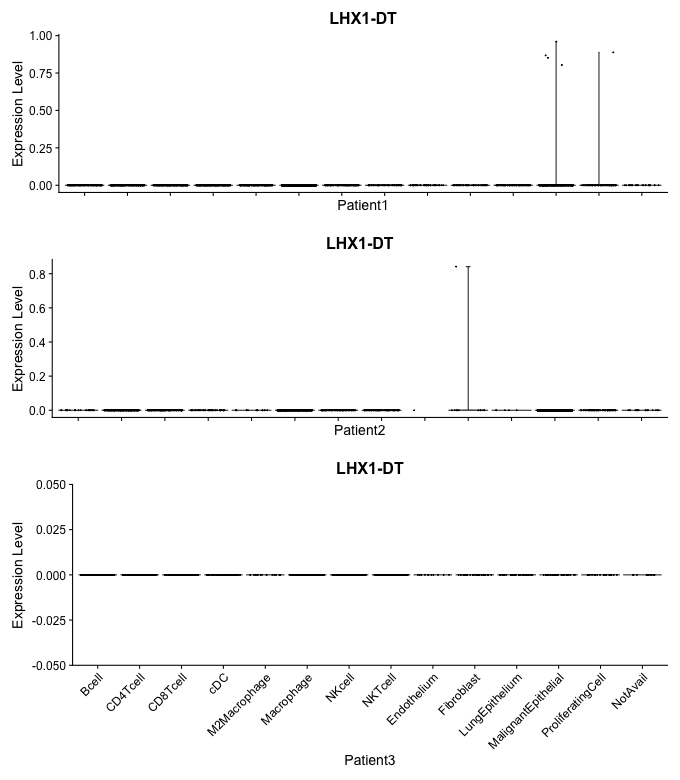 LHX1-DT
Expression Level
1.00
0.75
0.50
0.25
0.00
Patient1
LHX1-DT
Expression Level
0.8
0.6
0.4
0.2
0.0
Patient2
LHX1-DT
Expression Level
0.050
0.025
0.000
-0.025
-0.050
Bcell
CD4Tcell
CD8Tcell
cDC
M2Macrophage
Macrophage
NKcell
NKTcell
Endothelium
Fibroblast
LungEpithelium
MalignantEpithelial
ProliferatingCell
NotAvail
Patient3